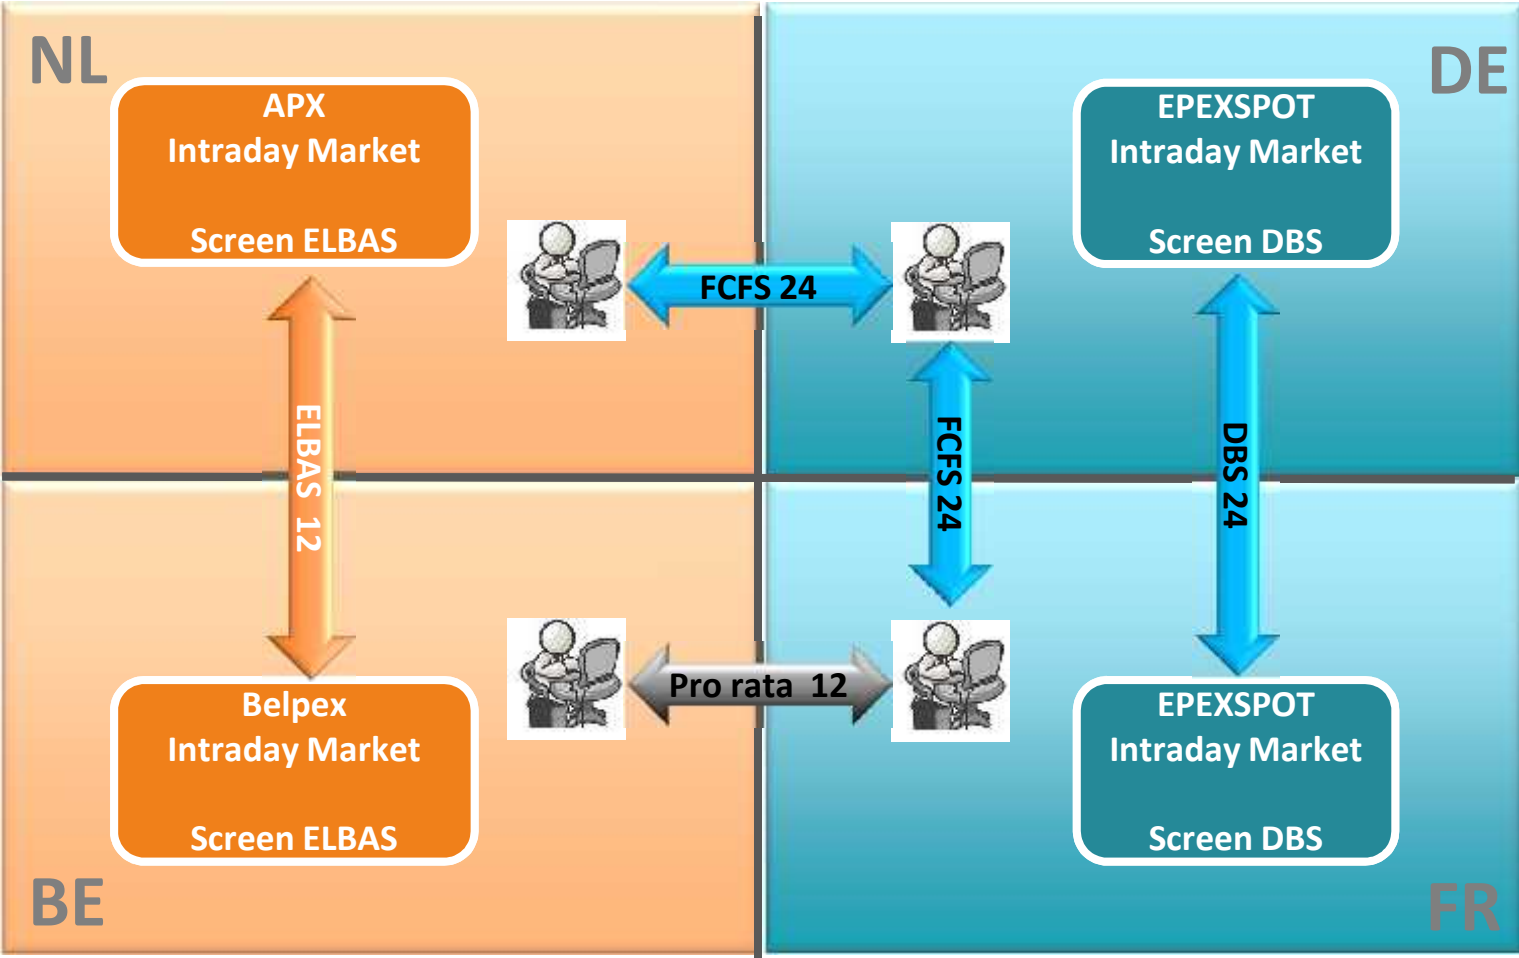 NL
APX
Intraday Market
Screen ELBAS
DE
EPEXSPOT
Intraday Market
Screen DBS
FCFS 24
ELBAS 12
FCFS 24
DBS 24
Pro rata 12
Belpex
Intraday Market
Screen ELBAS
BE
EPEXSPOT
Intraday Market
Screen DBS
FR